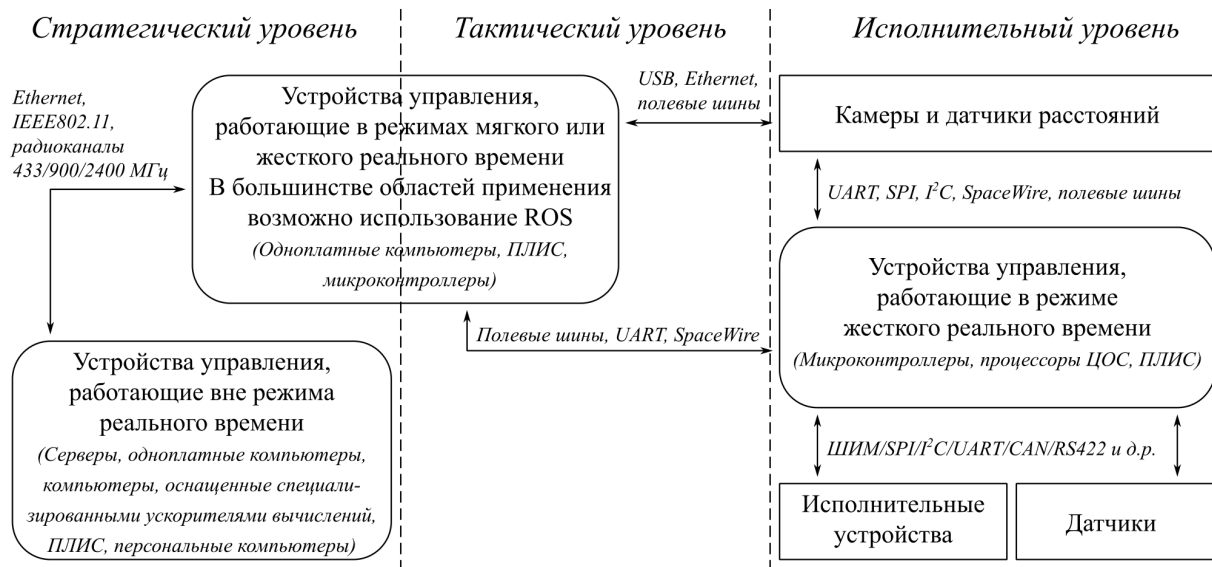 Стратегический уровень
Тактический уровень
Исполнительный уровень
Ethernet,
IEEE802.11,
радиоканалы
433/900/2400 МГц
Устройства управления,
работающие в режимах мягкого или
жесткого реального времени
В большинстве областей применения
возможно использование ROS
(Одноплатные компьютеры, ПЛИС,
микроконтроллеры)
USB, Ethernet,
полевые шины
Камеры и датчики расстояний
UART, SPI, I²C, SpaceWire, полевые шины
Устройства управления,
работающие в режиме
жесткого реального времени
(Микроконтроллеры, процессоры ЦОС, ПЛИС)
Полевые шины, UART, SpaceWire
Устройства управления,
работающие вне режима
реального времени
(Серверы, одноплатные компьютеры,
компьютеры, оснащенные специали-
зированными ускорителями вычислений,
ПЛИС, персональные компьютеры)
ШИМ/SPI/I²C/UART/CAN/RS422 и д.р.
Исполнительные
устройства
Датчики